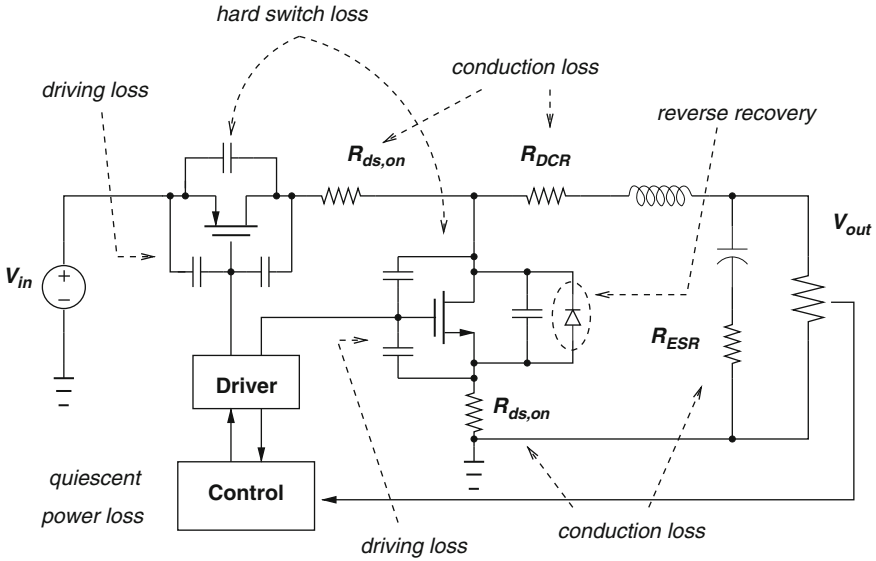 hard switch loss
conduction loss
driving loss
reverse recovery
R_ds,on
R_DCR
V_out
V_in
+
−
R_ESR
Driver
R_ds,on
Control
quiescent
power loss
driving loss
conduction loss